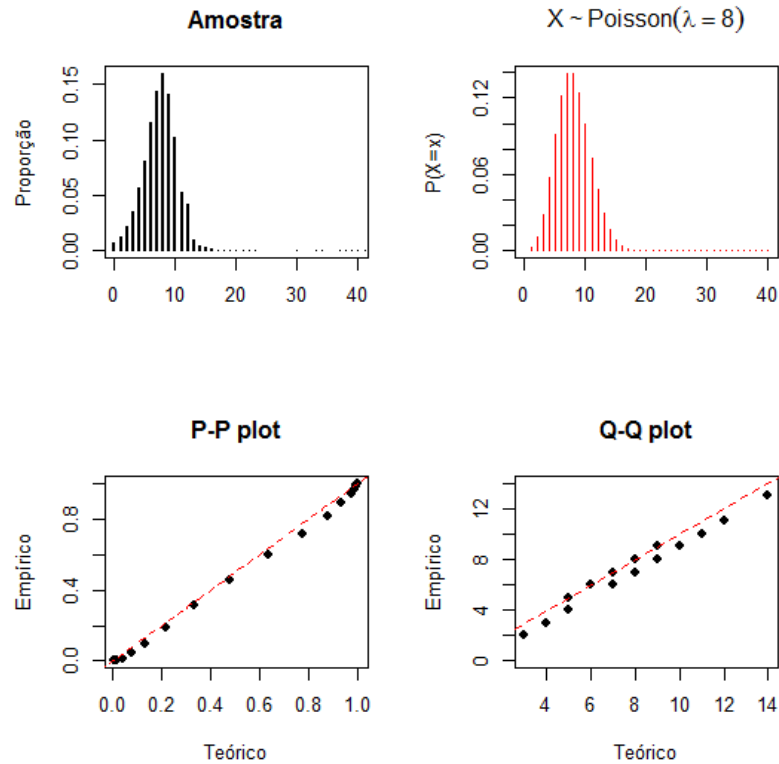 Amostra
Proporção
0.00 0.05 0.10 0.15
0 10 20 30 40
X ~ Poisson(λ = 8)
P(X=x)
0.00 0.06 0.12
0 10 20 30 40
P-P plot
Empírico
0.0 0.4 0.8
0.0 0.2 0.4 0.6 0.8 1.0
Teórico
Q-Q plot
Empírico
0 4 8 12
4 6 8 10 12 14
Teórico